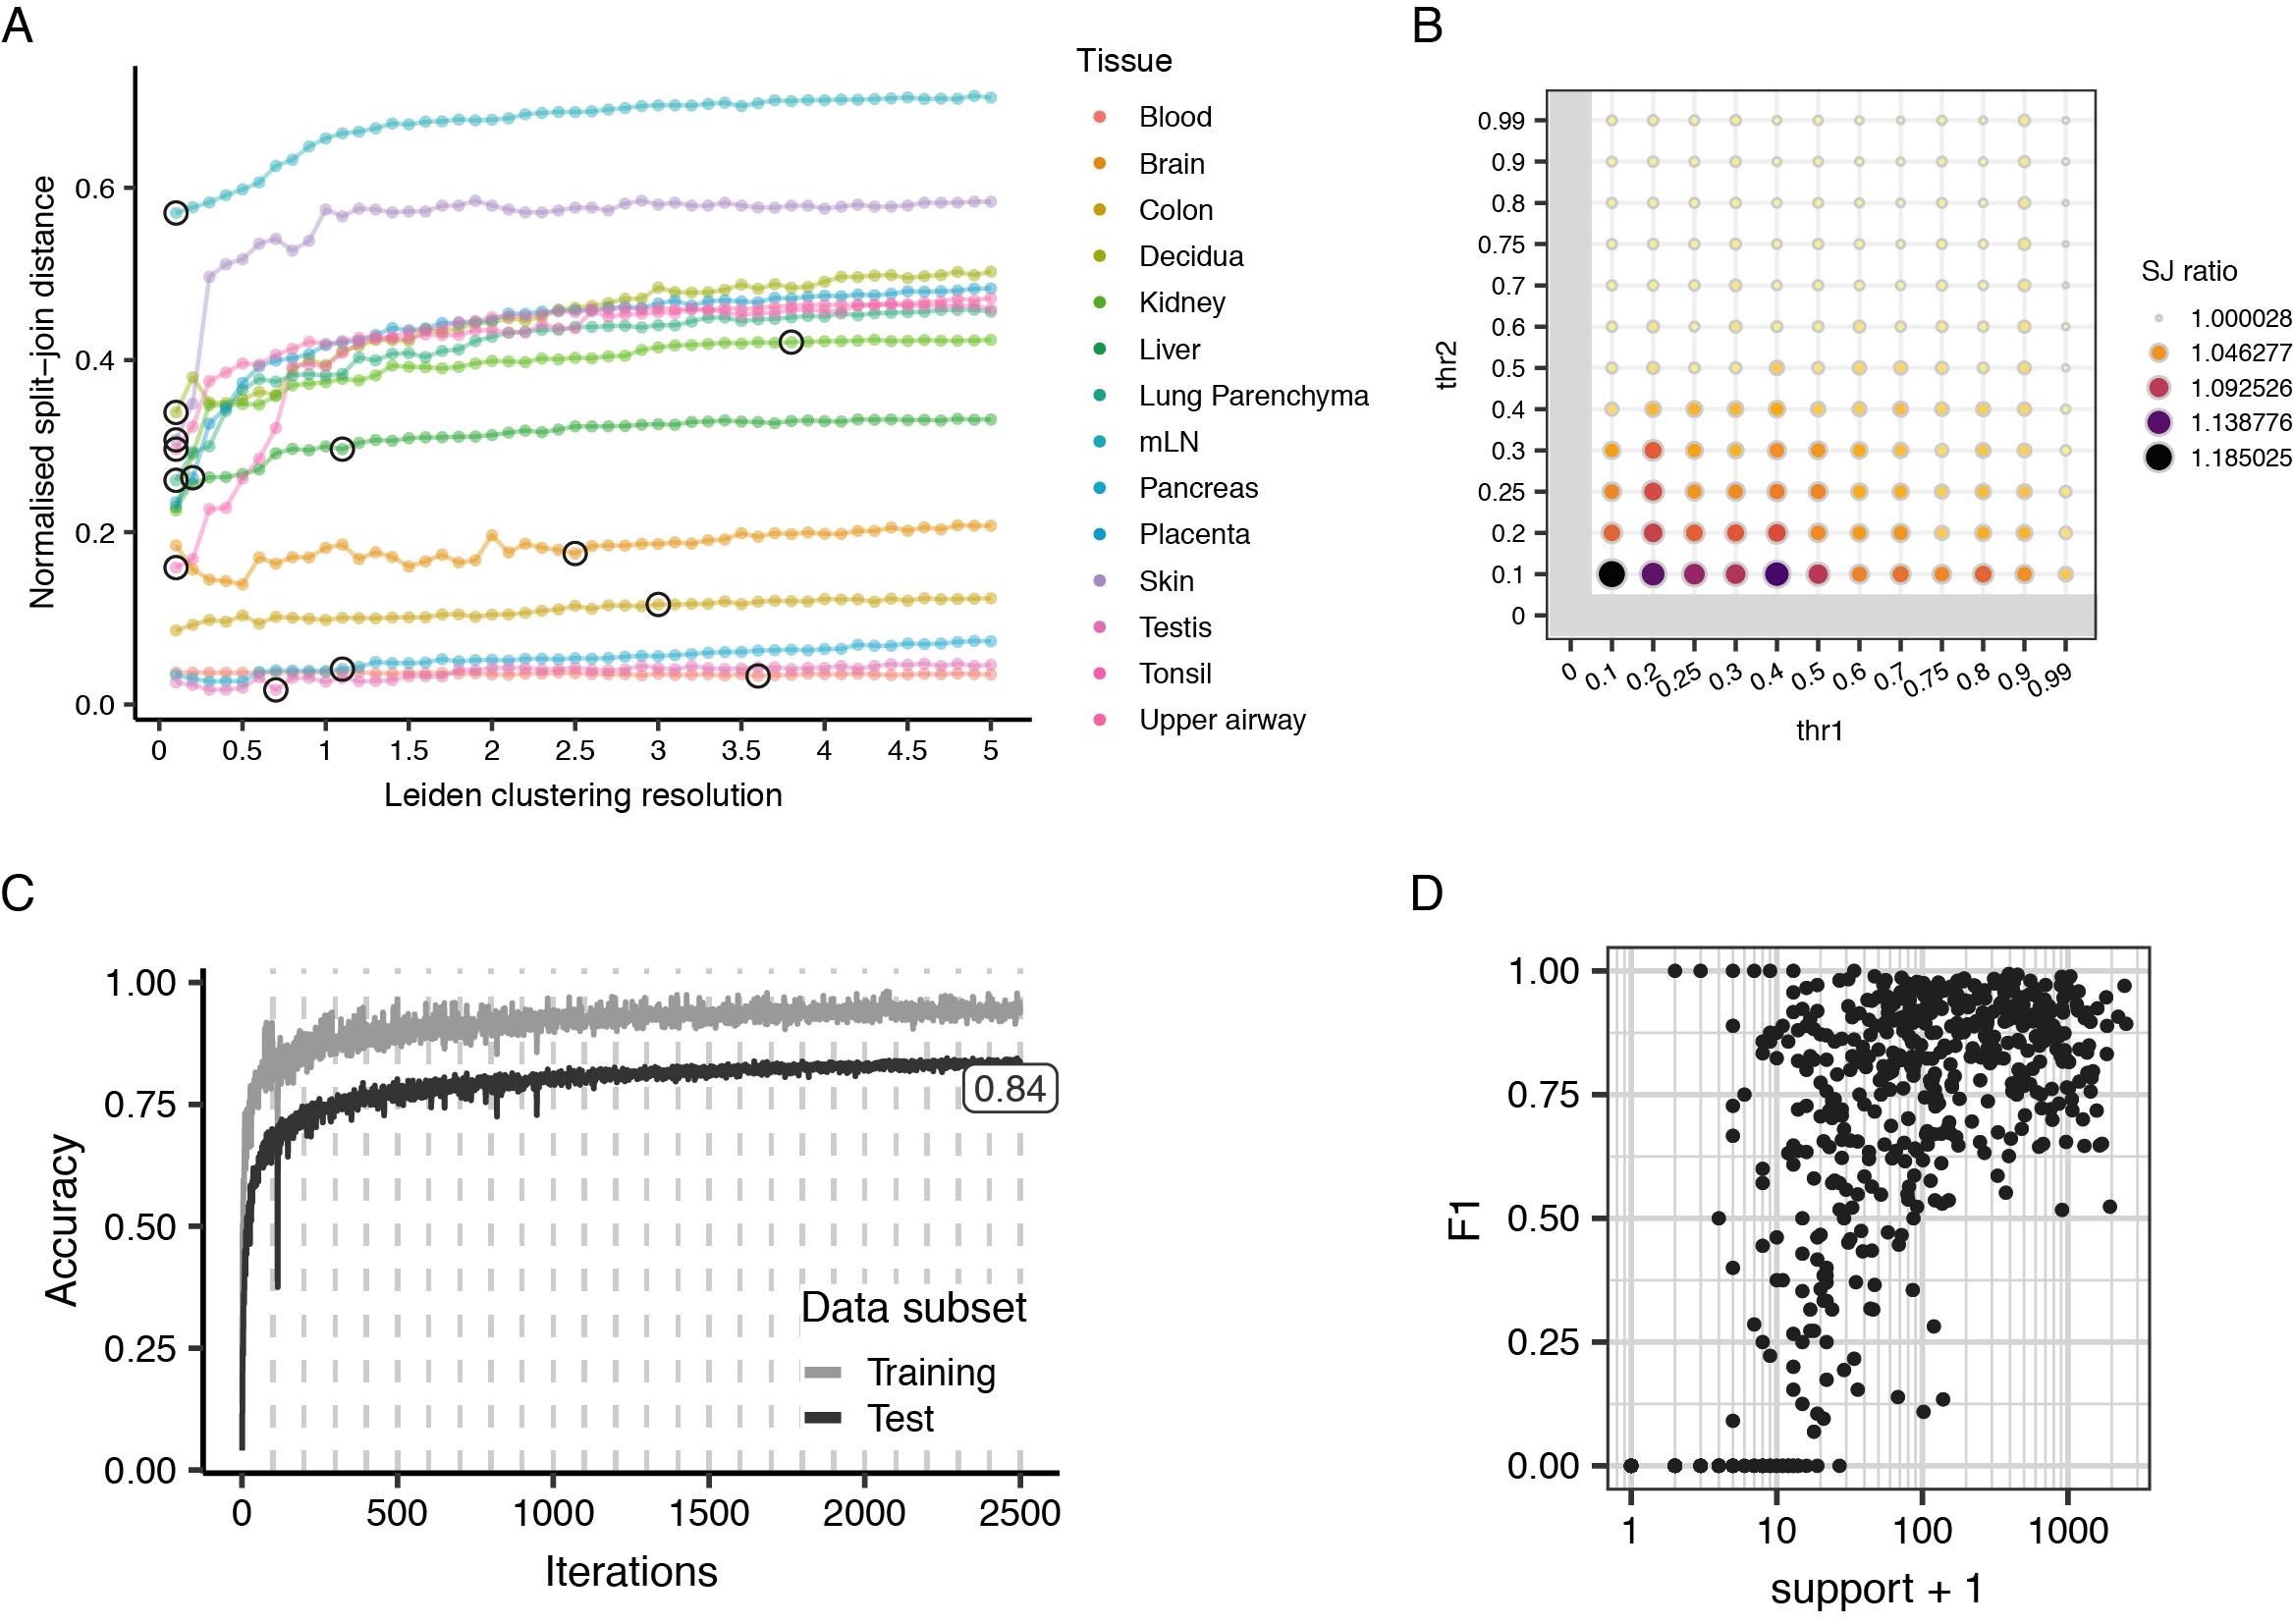 A
Normalised split−join distance
0.6
0.4
0.2
0.0
0 0.5 1 1.5 2 2.5 3 3.5 4 4.5 5
Leiden clustering resolution
Tissue
Blood
Brain
Colon
Decidua
Kidney
Liver
Lung Parenchyma
mLN
Pancreas
Placenta
Skin
Testis
Tonsil
Upper airway
B
thr2
0.99
0.9
0.8
0.75
0.7
0.6
0.5
0.4
0.3
0.25
0.2
0.1
0
0 0.1 0.2 0.25 0.3 0.4 0.5 0.6 0.7 0.75 0.8 0.9 0.99
thr1
SJ ratio
1.000028
1.046277
1.092526
1.138776
1.185025
C
Accuracy
1.00
0.75
0.50
0.25
0.00
0.84
Data subset
Training
Test
0 500 1000 1500 2000 2500
Iterations
D
F1
1.00
0.75
0.50
0.25
0.00
1 10 100 1000
support + 1